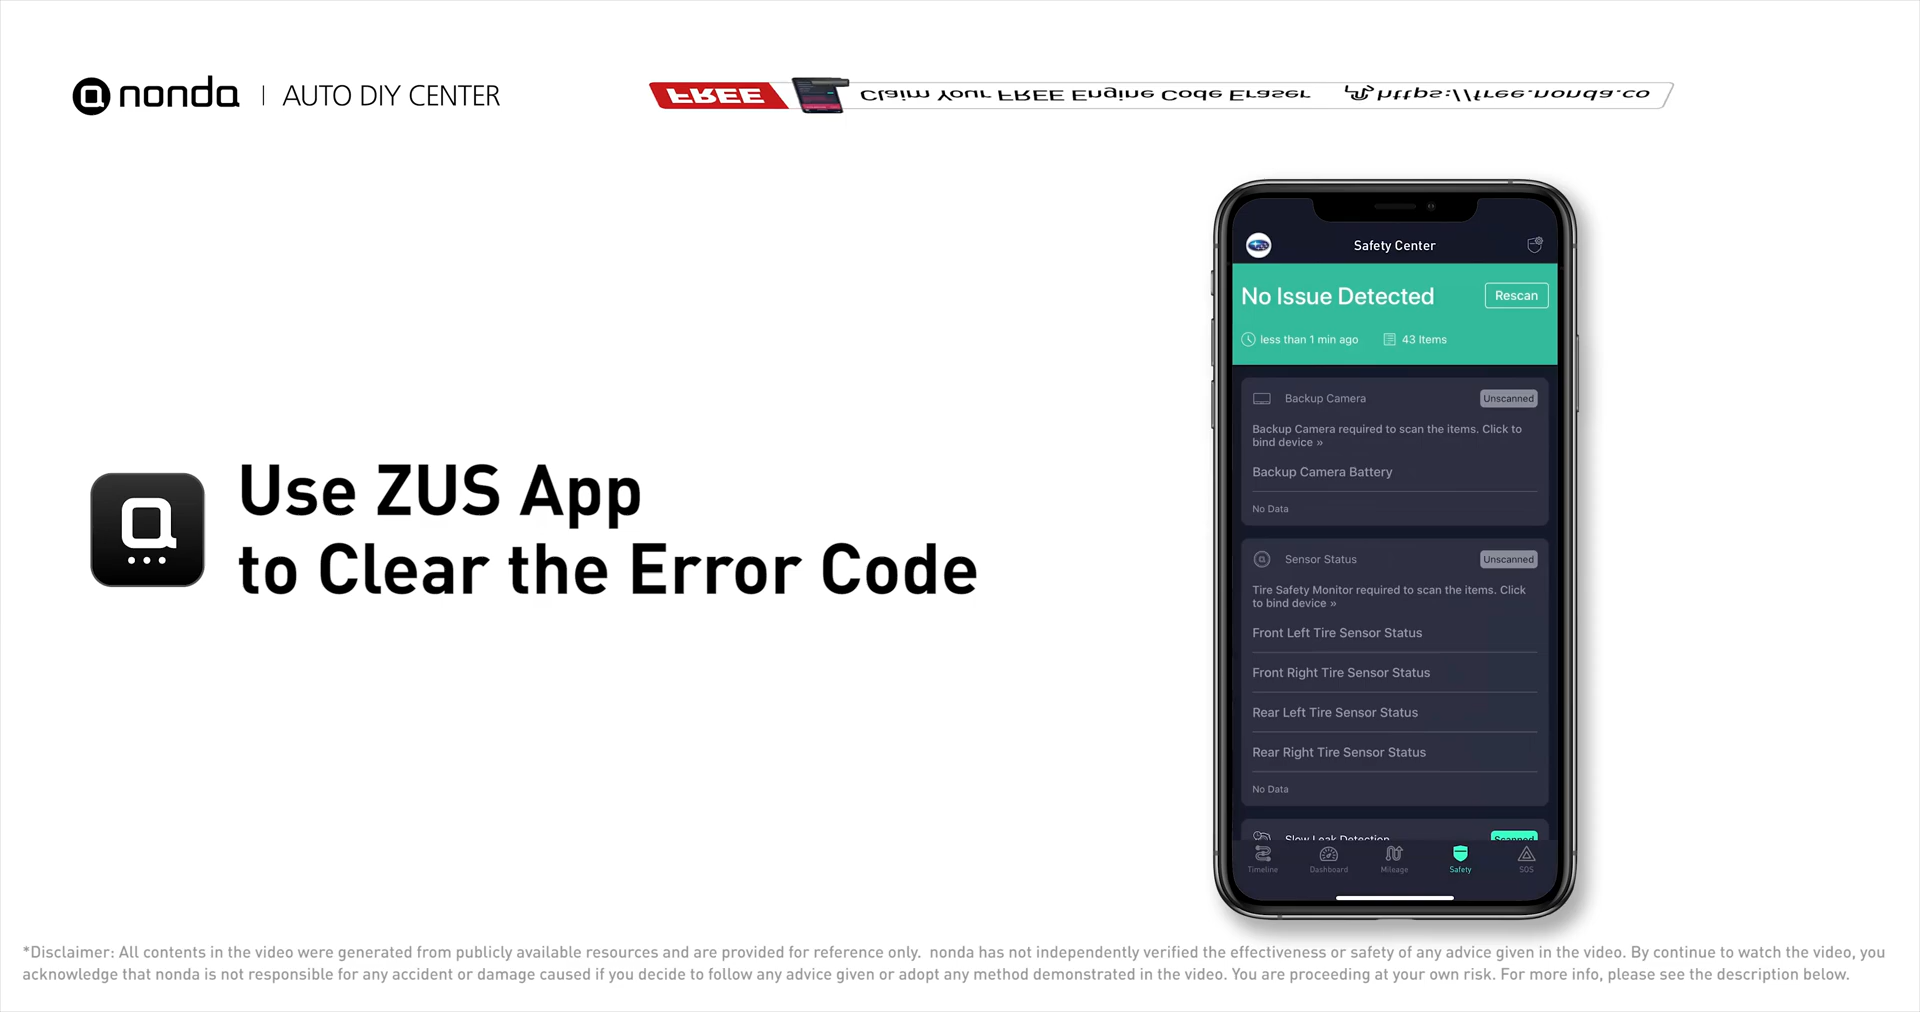 nonda | AUTO DIY CENTER
FREE Claim Your FREE Engine Code Eraser https://free.nonda.co
Use ZUS App
to Clear the Error Code
Safety Center
No Issue Detected
Rescan
less than 1 min ago
43 Items
Backup Camera
Unscanned
Backup Camera required to scan the items. Click to
bind device »
Backup Camera Battery
No Data
Sensor Status
Unscanned
Tire Safety Monitor required to scan the items. Click
to bind device »
Front Left Tire Sensor Status
Front Right Tire Sensor Status
Rear Left Tire Sensor Status
Rear Right Tire Sensor Status
No Data
Slow Leak Detection
Scanned
Timeline
Dashboard
Mileage
Safety
SOS
*Disclaimer: All contents in the video were generated from publicly available resources and are provided for reference only. nonda has not independently verified the effectiveness or safety of any advice given in the video. By continue to watch the video, you
acknowledge that nonda is not responsible for any accident or damage caused if you decide to follow any advice given or adopt any method demonstrated in the video. You are proceeding at your own risk. For more info, please see the description below.